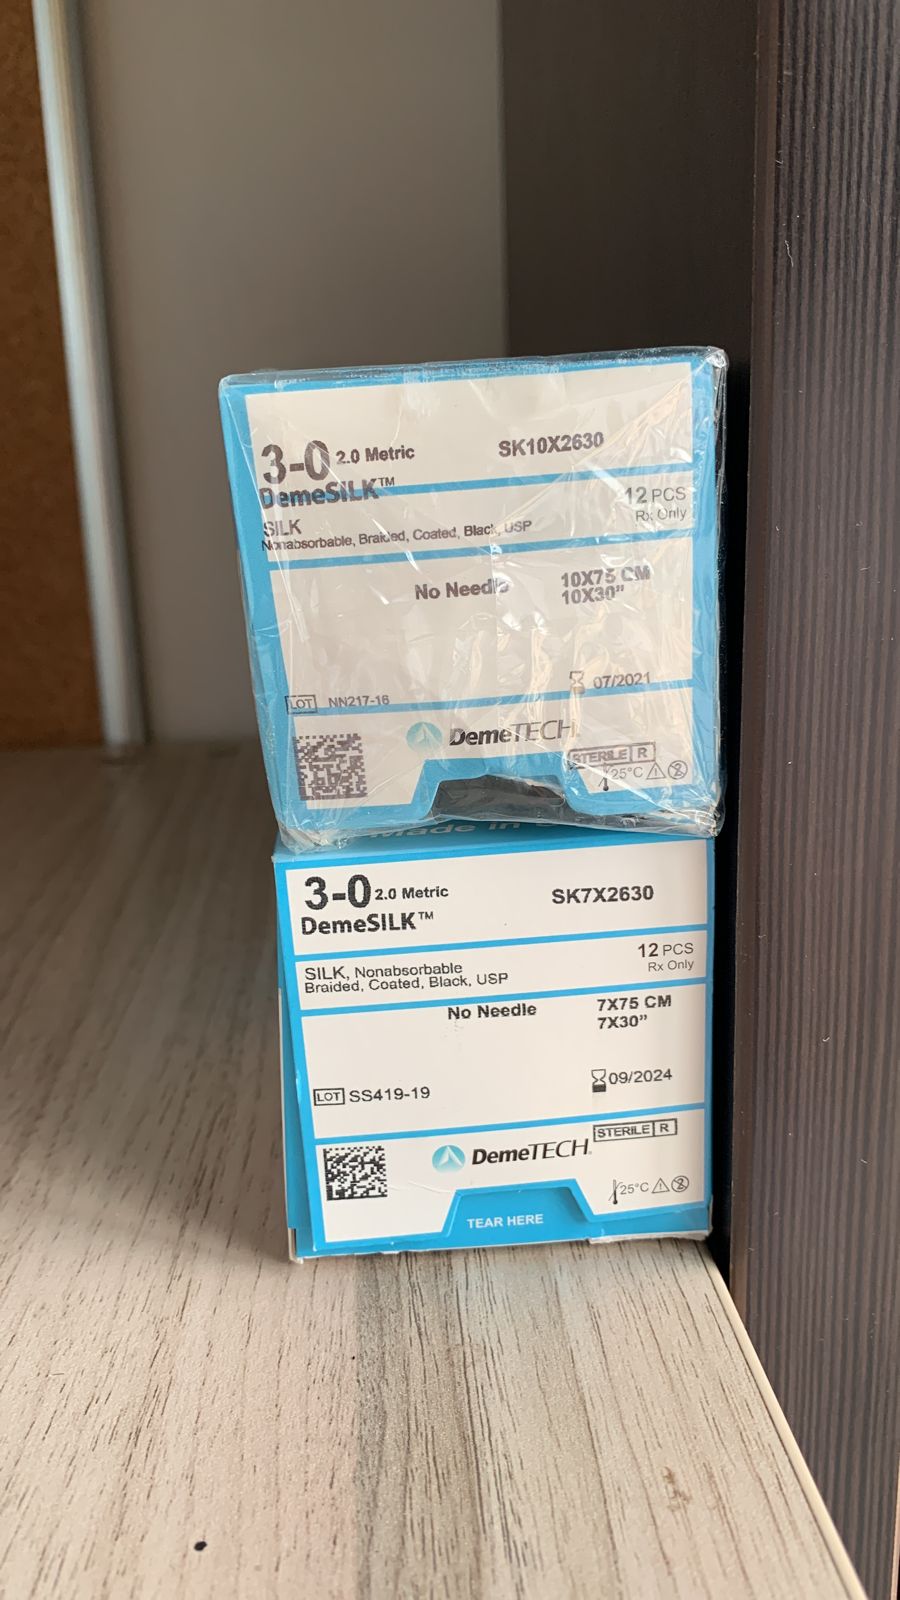 3-0 2.0 Metric SK10X2630
DemeSILK™
12 PCS
SILK Rx Only
Nonabsorbable, Braided, Coated, Black, USP
No Needle 10X75 CM
10X30”
07/2021
LOT NN217-16
DemeTECH
STERILE R
25°C
Made in
3-0 2.0 Metric SK7X2630
DemeSILK™
12 PCS
SILK, Nonabsorbable Rx Only
Braided, Coated, Black, USP
No Needle 7X75 CM
7X30”
09/2024
LOT SS419-19
STERILE R
DemeTECH
25°C
TEAR HERE